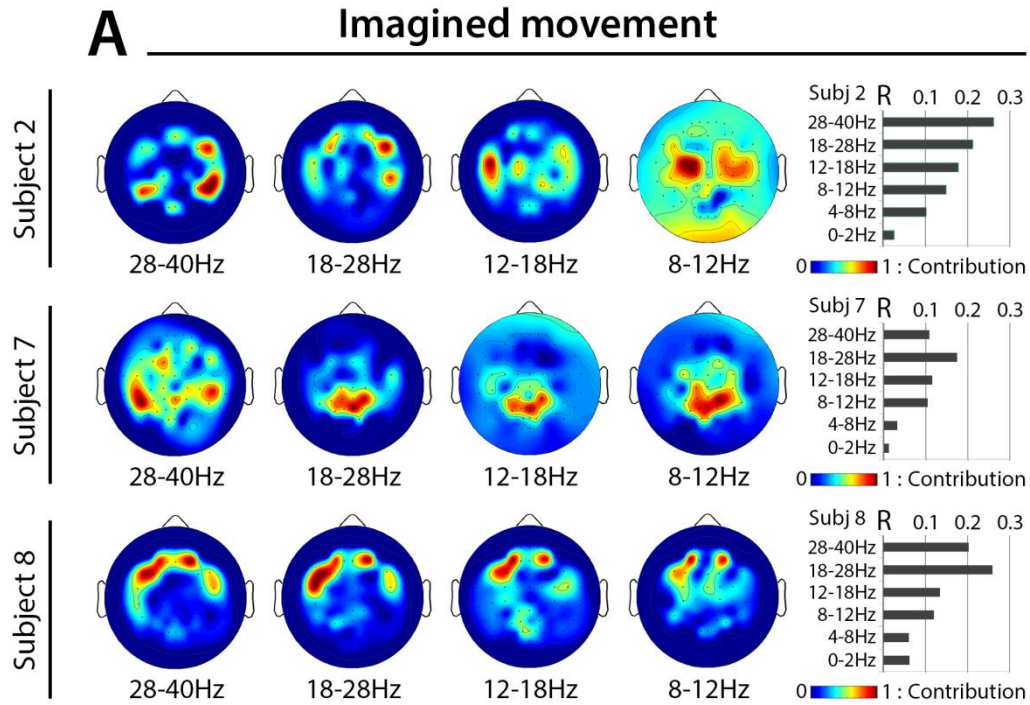 A Imagined movement
Subject 2
28-40Hz 18-28Hz 12-18Hz 8-12Hz
Subj 2 R 0.1 0.2 0.3
28-40Hz
18-28Hz
12-18Hz
8-12Hz
4-8Hz
0-2Hz
0 1 : Contribution
Subject 7
28-40Hz 18-28Hz 12-18Hz 8-12Hz
Subj 7 R 0.1 0.2 0.3
28-40Hz
18-28Hz
12-18Hz
8-12Hz
4-8Hz
0-2Hz
0 1 : Contribution
Subject 8
28-40Hz 18-28Hz 12-18Hz 8-12Hz
Subj 8 R 0.1 0.2 0.3
28-40Hz
18-28Hz
12-18Hz
8-12Hz
4-8Hz
0-2Hz
0 1 : Contribution